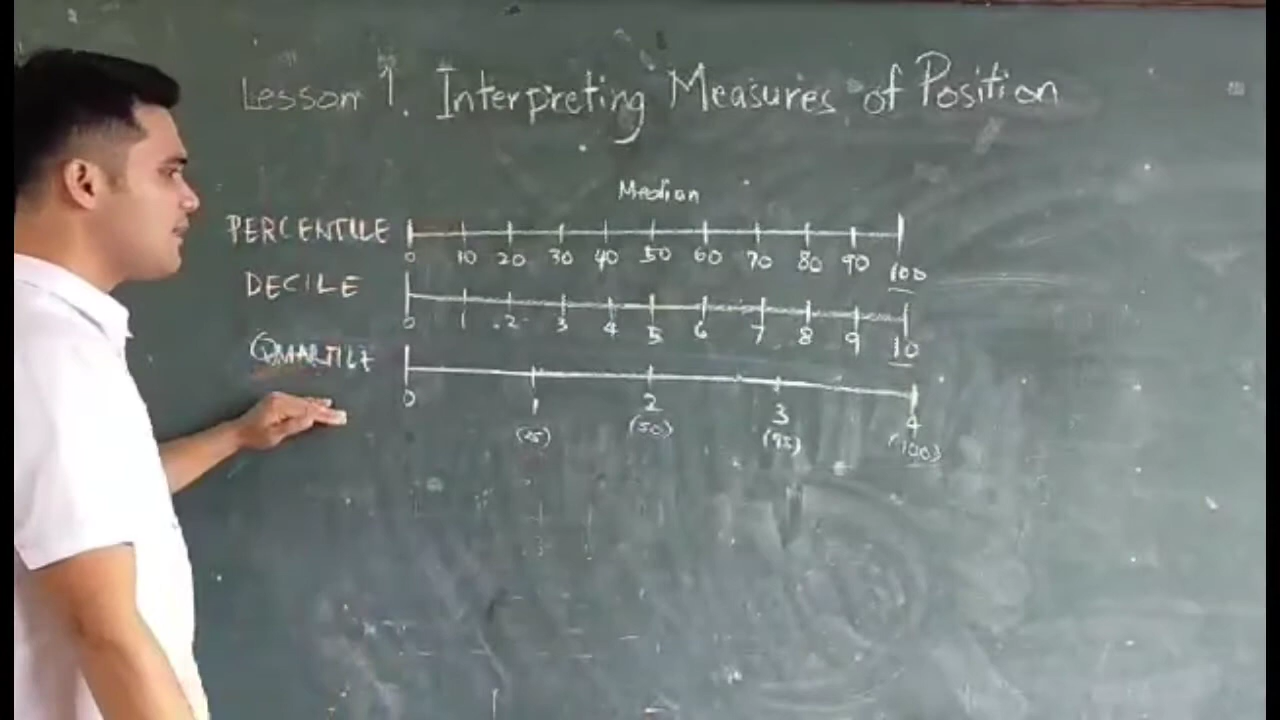 Lesson 1. Interpreting Measures of Position
Median
PERCENTILE
0 10 20 30 40 50 60 70 80 90 100
DECILE
0 1 2 3 4 5 6 7 8 9 10
QUARTILE
0 1 2 3 4
(25) (50) (75) (100)